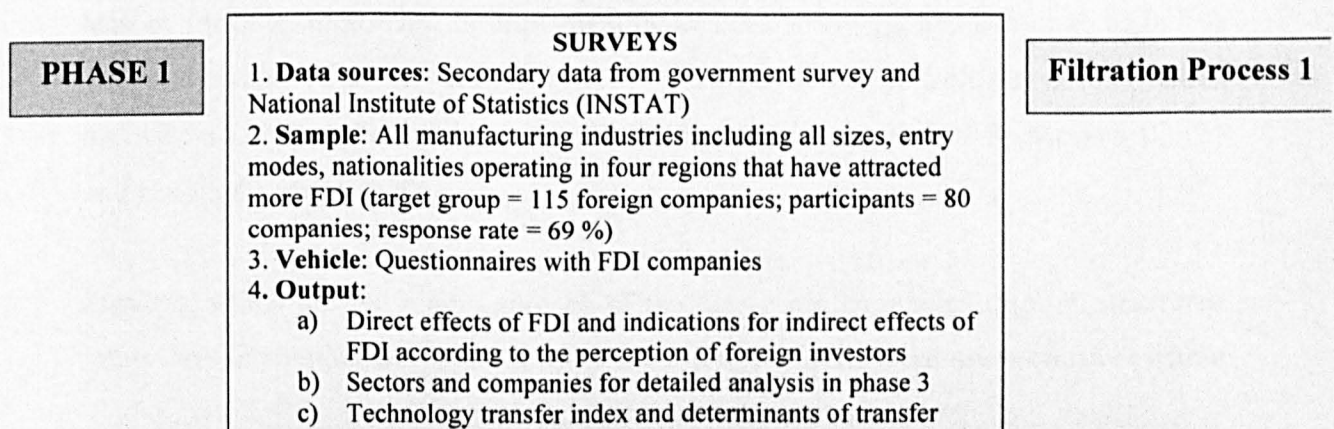 PHASE 1
SURVEYS
1. Data sources: Secondary data from government survey and
National Institute of Statistics (INSTAT)
2. Sample: All manufacturing industries including all sizes, entry
modes, nationalities operating in four regions that have attracted
more FDI (target group = 115 foreign companies; participants = 80
companies; response rate = 69 %)
3. Vehicle: Questionnaires with FDI companies
4. Output:
a) Direct effects of FDI and indications for indirect effects of
FDI according to the perception of foreign investors
b) Sectors and companies for detailed analysis in phase 3
c) Technology transfer index and determinants of transfer
Filtration Process 1